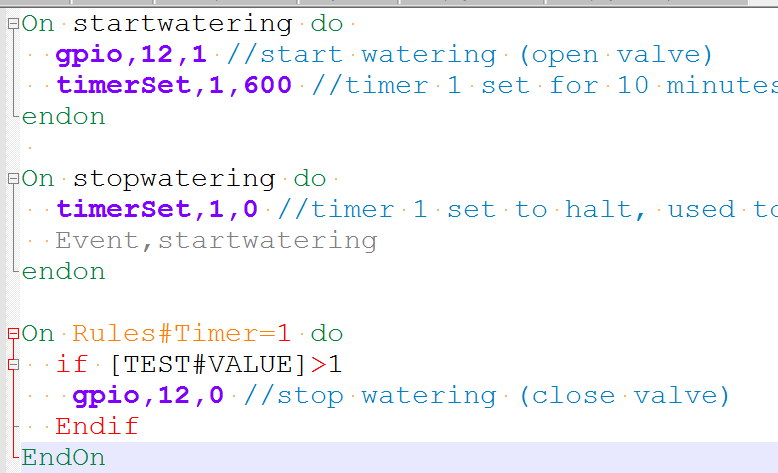 On startwatering do
gpio,12,1 //start watering (open valve)
timerSet,1,600 //timer 1 set for 10 minutes
endon
On stopwatering do
timerSet,1,0 //timer 1 set to halt, used to
Event,startwatering
endon
On Rules#Timer=1 do
if [TEST#VALUE]>1
gpio,12,0 //stop watering (close valve)
Endif
EndOn